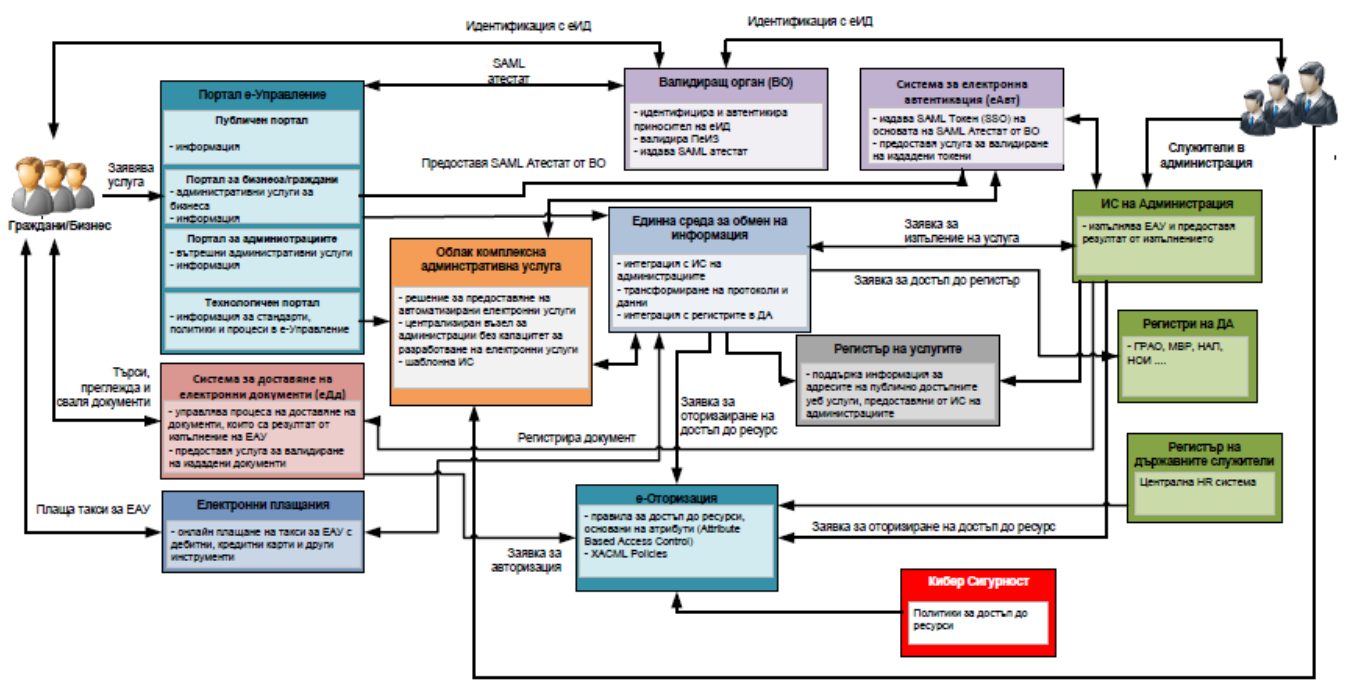 Идентификация с еИД
Идентификация с еИД
SAML
атестат
Портал е-Управление
Публичен портал
- информация
Портал за бизнеса/граждани
- административни услуги за
бизнеса
- информация
Портал за администрациите
- вътрешни административни услуги
- информация
Технологичен портал
- информация за стандарти,
политики и процеси в е-Управление
Валидиращ орган (ВО)
- идентифицира и автентикира
приносител на еИД
- валидира ПеИЗ
- издава SAML атестат
Система за електронна
автентикация (еАвт)
- издава SAML Токен (SSO) на
основата на SAML Атестат от ВО
- предоставя услуга за валидиране
на издадени токени
Служители в
администрация
Заявява
услуга
Граждани/Бизнес
Предоставя SAML Атестат от ВО
Облак комплексна
админстративна услуга
- решение за предоставяне на
автоматизирани електронни услуги
- централизиран възел за
администрации без капацитет за
разработване на електронни услуги
- шаблонна ИС
Единна среда за обмен на
информация
- интеграция с ИС на
администрациите
- трансформиране на протоколи и
данни
- интеграция с регистрите в ДА
Заявка за
изпъление на услуга
Заявка за достъп до регистър
ИС на Администрация
- изпълнява ЕАУ и предоставя
резултат от изпълнението
Регистри на ДА
- ГРАО, МВР, НАП,
НОИ ....
Регистър на услугите
- поддържа информация за
адресите на публично достъпните
уеб услуги, предоставяни от ИС на
администрациите
Търси,
преглежда и
сваля документи
Система за доставяне на
електронни документи (еДд)
- управлява процеса на доставяне на
документи, които са резултат от
изпълнение на ЕАУ
- предоставя услуга за валидиране
на издадени документи
Регистрира документ
Заявка за
оторизаиране на
достъп до ресурс
Регистър на
държавните служители
Централна HR система
Плаща такси за ЕАУ
Електронни плащания
- онлайн плащане на такси за ЕАУ с
дебитни, кредитни карти и други
инструменти
Заявка за
авторизация
е-Оторизация
- правила за достъп до ресурси,
основани на атрибути (Attribute
Based Access Control)
- XACML Policies
Заявка за оторизиране на достъп до ресурс
Кибер Сигурност
Политики за достъп до
ресурси